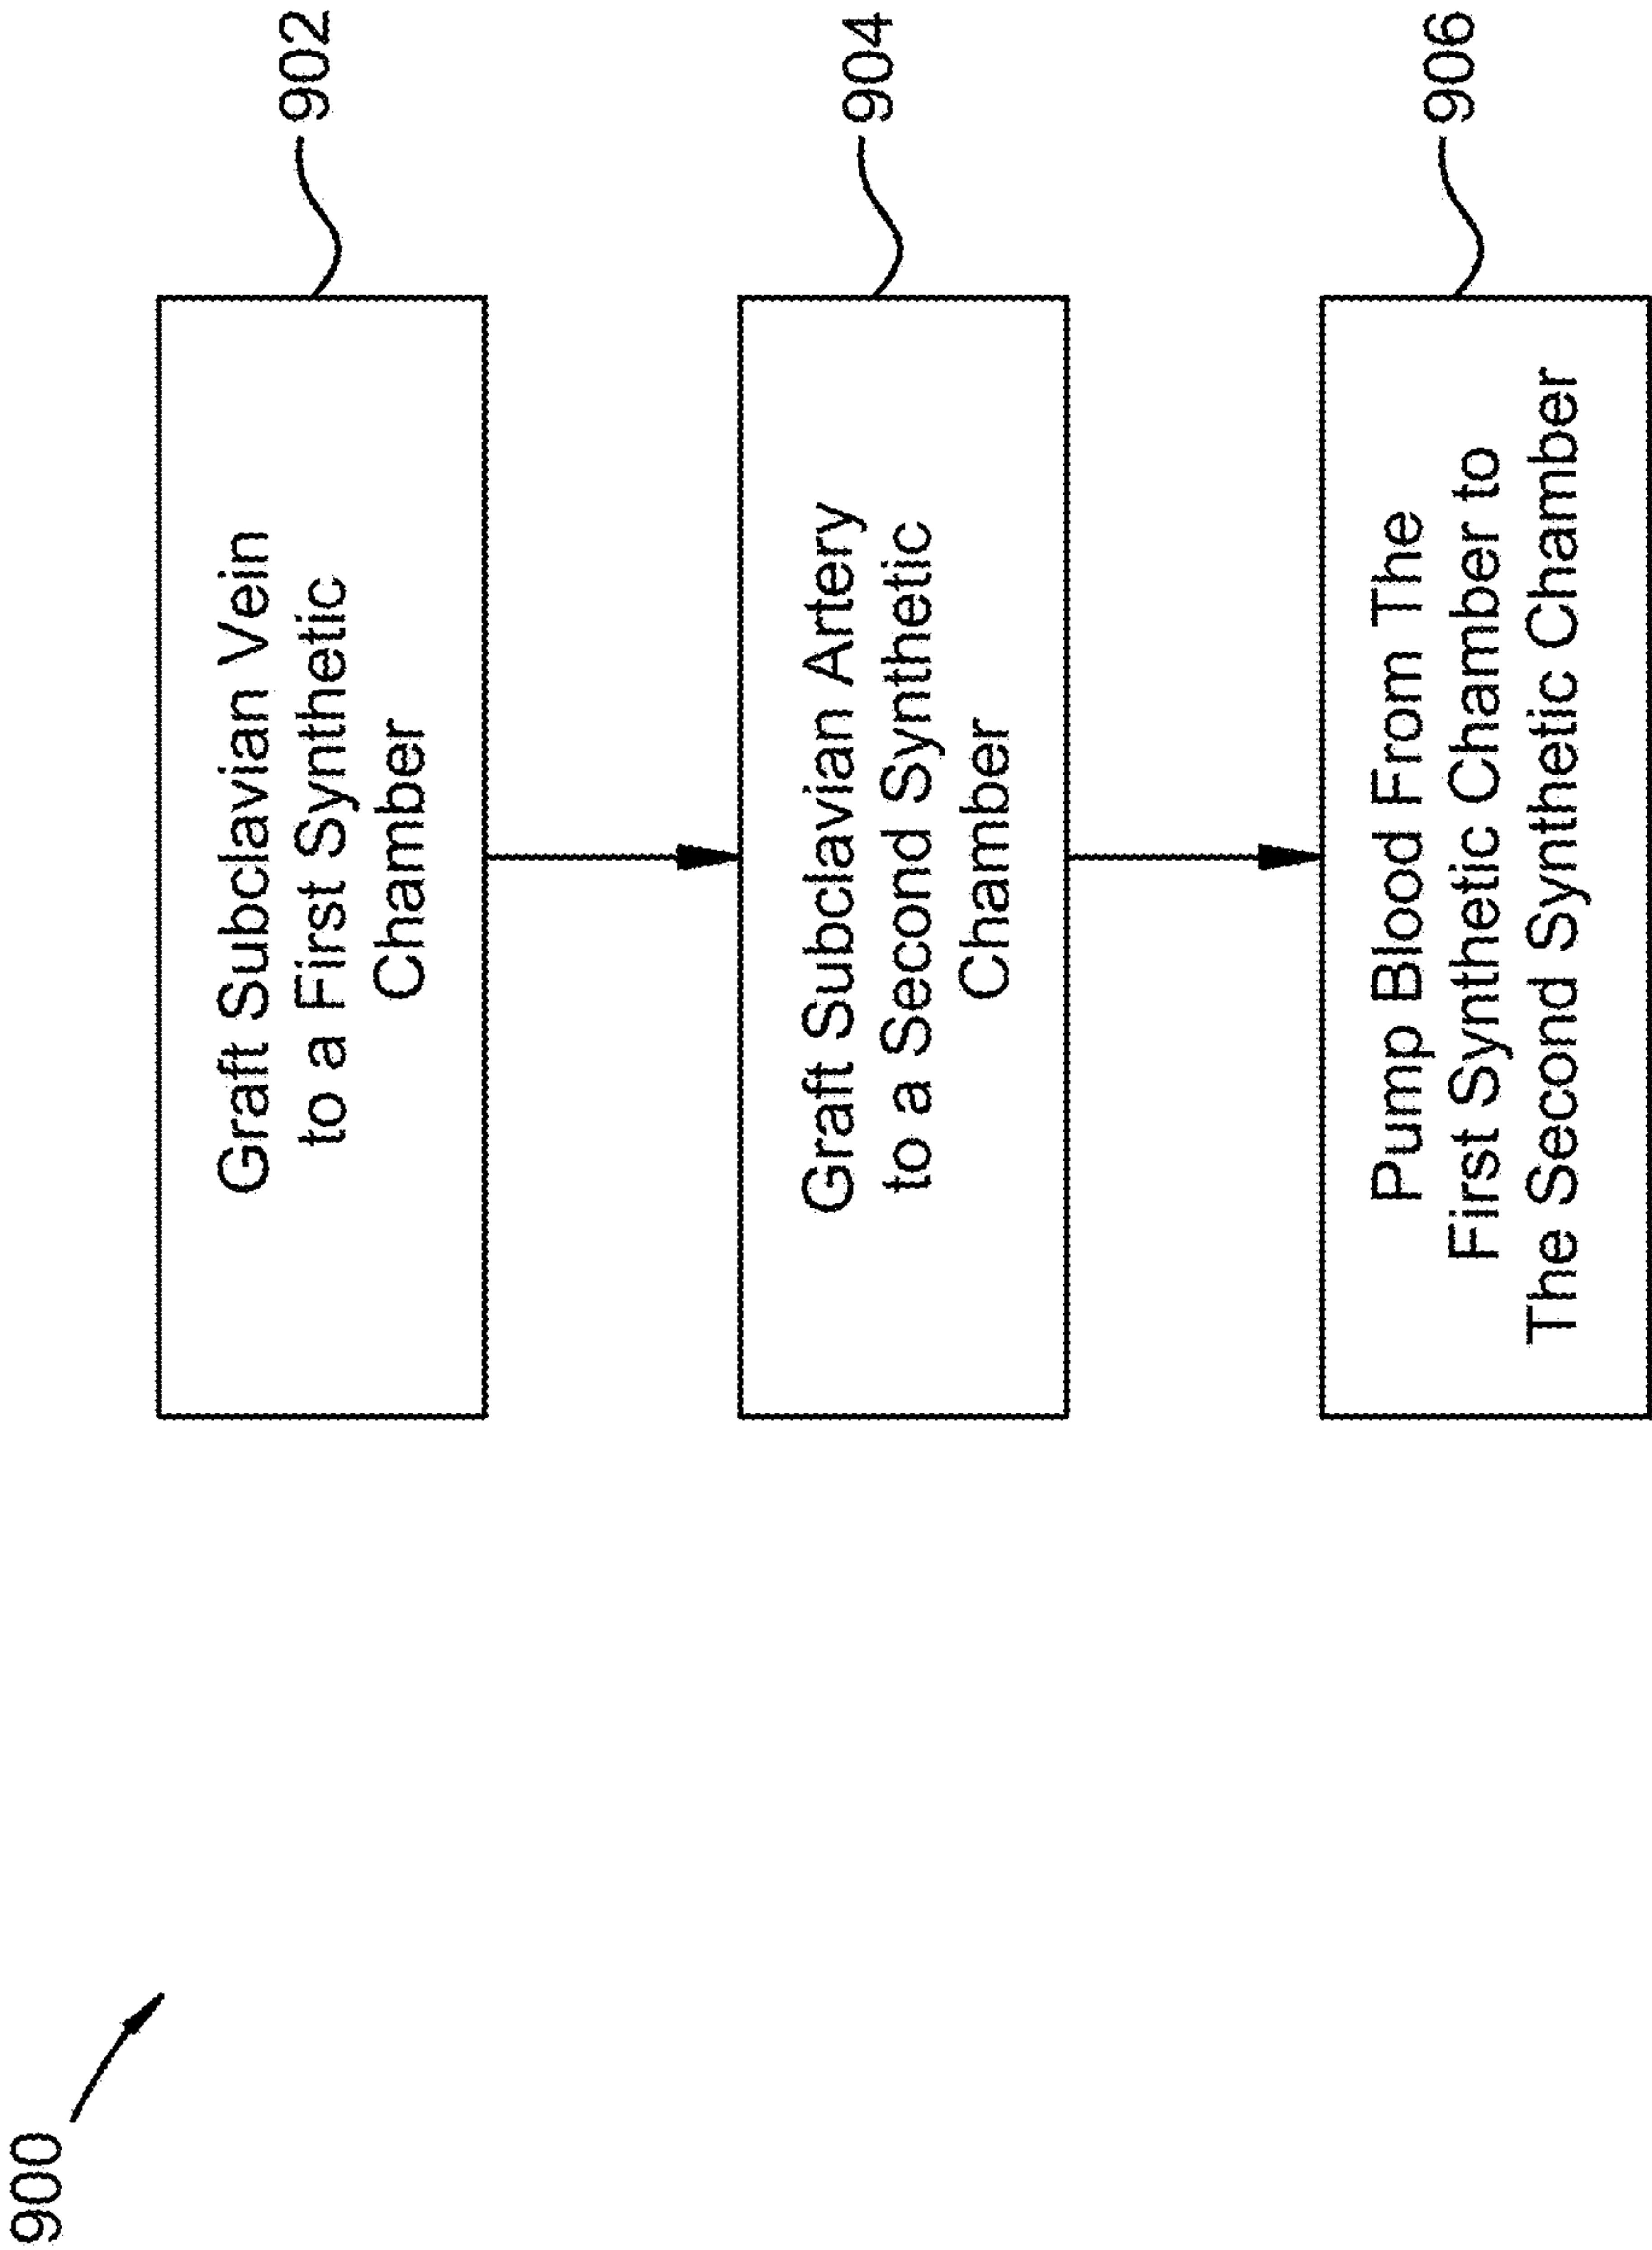 900
Graft Subclavian Vein
to a First Synthetic
Chamber
902
Graft Subclavian Artery
to a Second Synthetic
Chamber
904
Pump Blood From The
First Synthetic Chamber to
The Second Synthetic Chamber
906